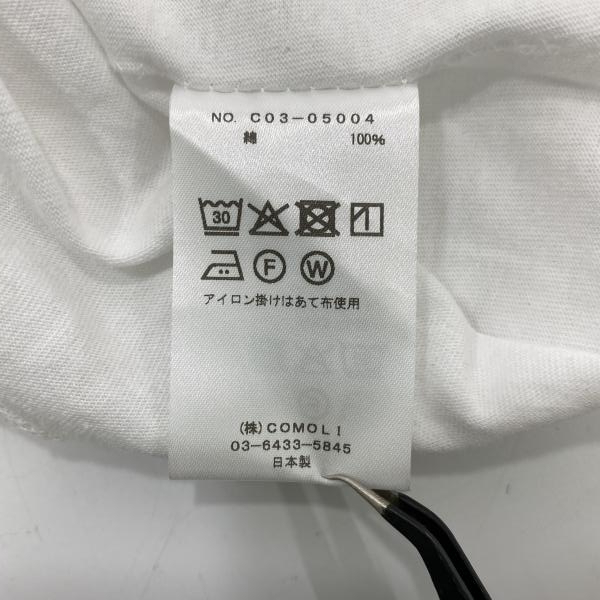 NO. C03-05004
綿 100%
30
F W
アイロン掛けはあて布使用
(株)COMOLI
03-6433-5845
日本製